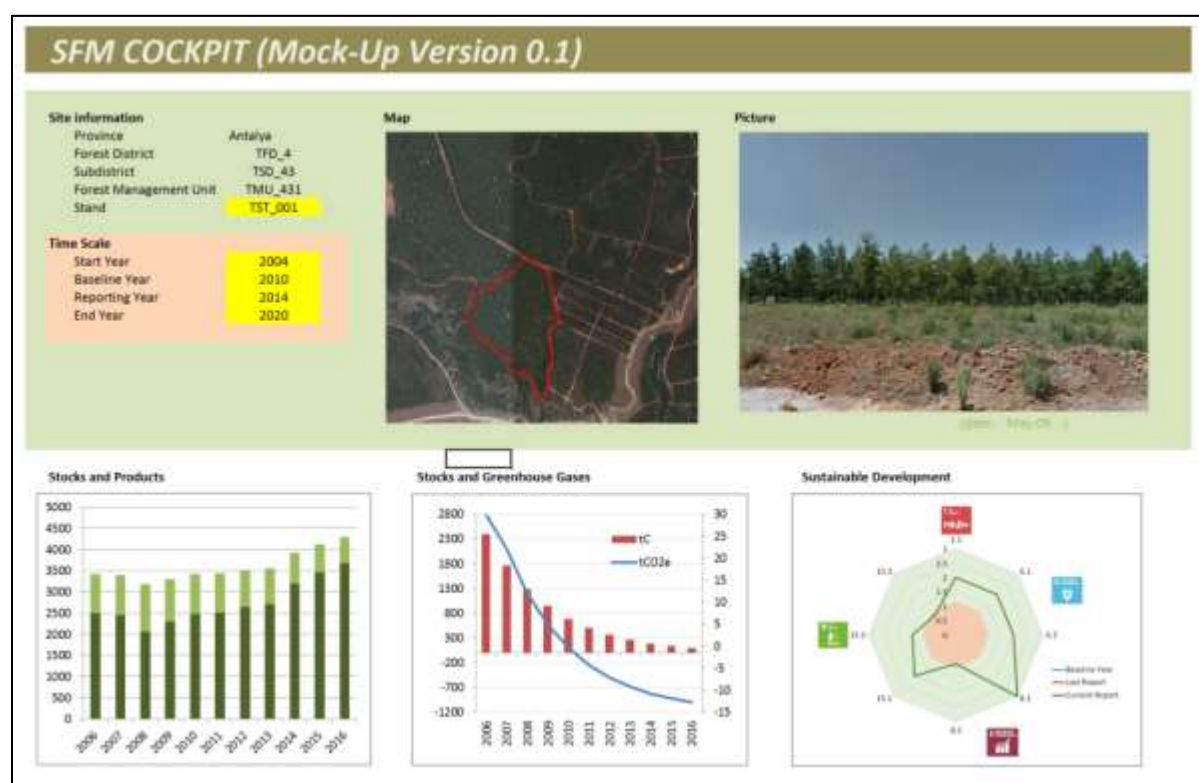 SFM COCKPIT (Mock-Up Version 0.1)
Site information
Province Antalya
Forest District TFD_4
Subdistrict TSD_43
Forest Management Unit TMU_431
Stand TST_001
Time Scale
Start Year 2004
Baseline Year 2010
Reporting Year 2014
End Year 2020
Map
Picture
Stocks and Products
5000
4500
4000
3500
3000
2500
2000
1500
1000
500
0
2006 2007 2008 2009 2010 2011 2012 2013 2014 2015 2016
Stocks and Greenhouse Gases
2800
1800
1300
800
300
-200
-700
-1200
tC
tCO2e
30
25
20
15
10
5
0
-5
-10
-15
2006 2007 2008 2009 2010 2011 2012 2013 2014 2015 2016
Sustainable Development
Baseline Year
Last Report
Current Report